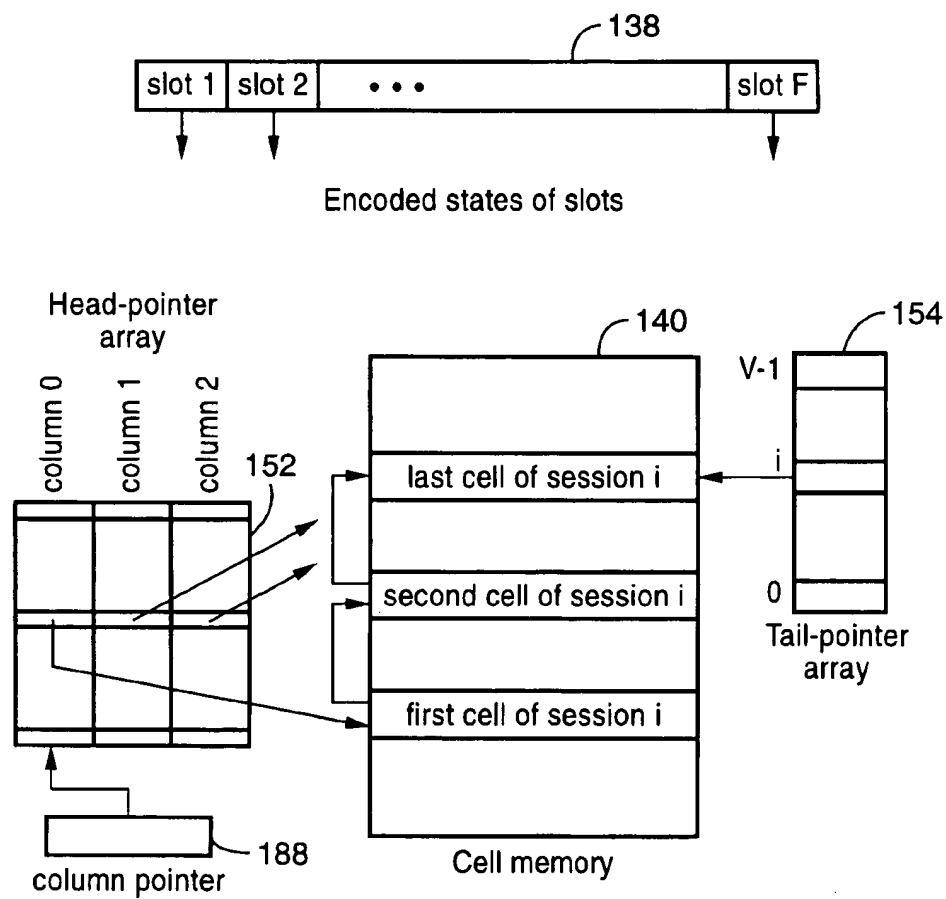 138
slot 1 slot 2 • • • slot F
Encoded states of slots
Head-pointer
array
column 0
column 1
column 2
152
140
154
V-1
i
0
last cell of session i
second cell of session i
first cell of session i
Tail-pointer
array
188
column pointer
Cell memory